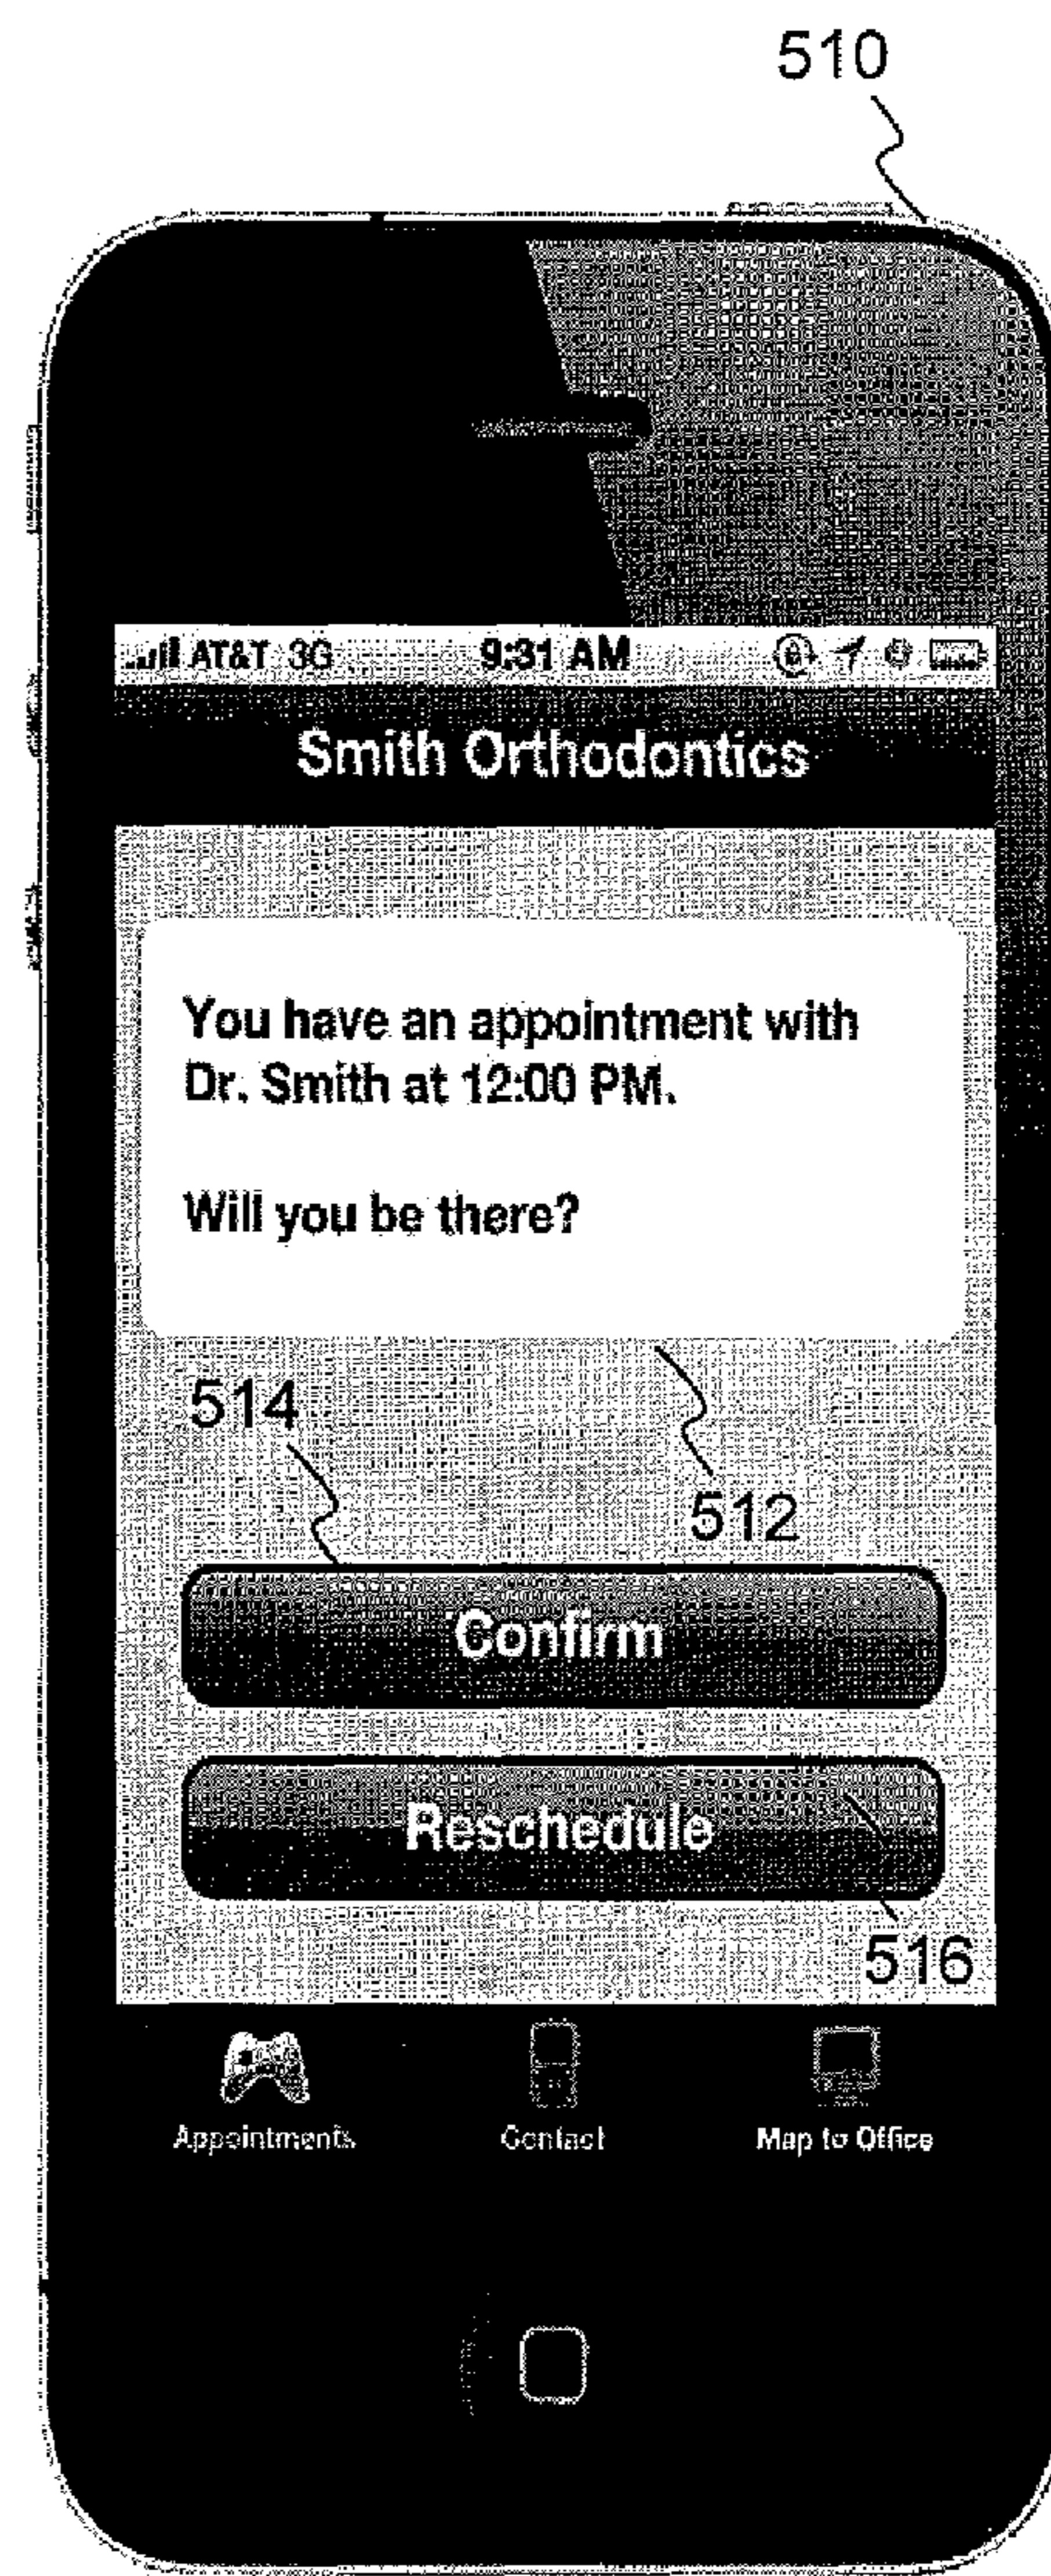 510
AT&T 3G 9:31 AM
Smith Orthodontics
You have an appointment with
Dr. Smith at 12:00 PM.
Will you be there?
514
512
Confirm
Reschedule
516
Appointments Contact Map to Office